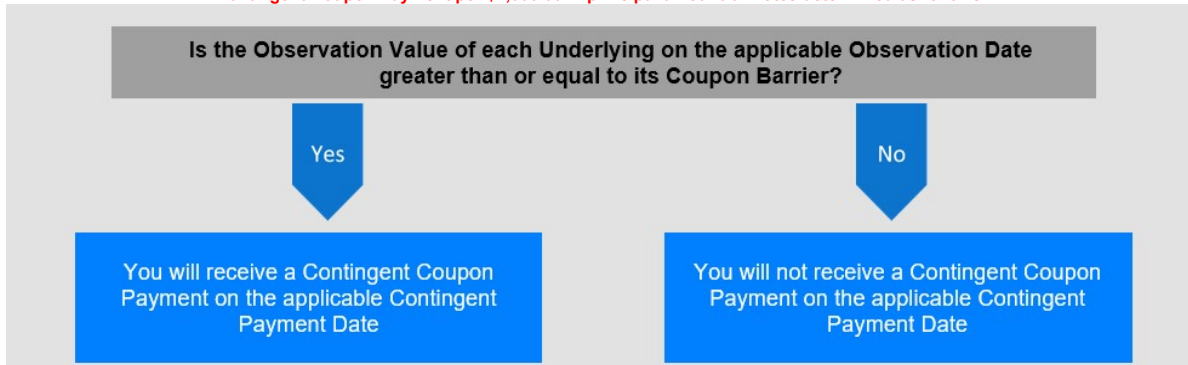 Is the Observation Value of each Underlying on the applicable Observation Date
greater than or equal to its Coupon Barrier?
Yes
No
You will receive a Contingent Coupon
Payment on the applicable Contingent
Payment Date
You will not receive a Contingent Coupon
Payment on the applicable Contingent
Payment Date